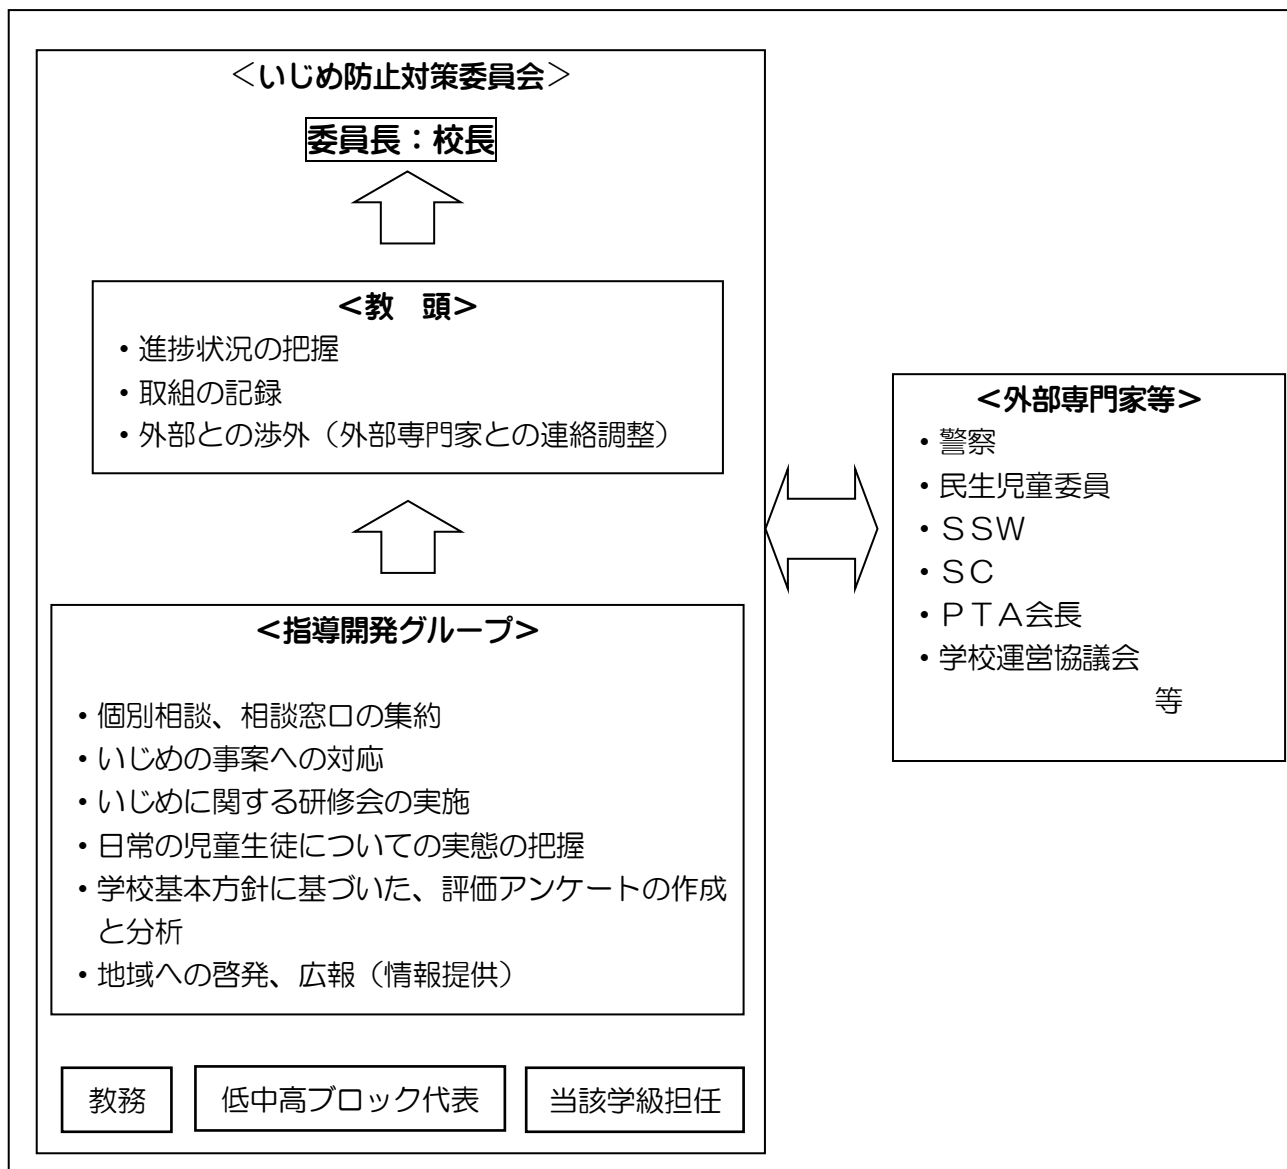 ＜いじめ防止対策委員会＞
委員長：校長
＜教　頭＞
・進捗状況の把握
・取組の記録
・外部との渉外（外部専門家との連絡調整）
＜指導開発グループ＞
・個別相談、相談窓口の集約
・いじめの事案への対応
・いじめに関する研修会の実施
・日常の児童生徒についての実態の把握
・学校基本方針に基づいた、評価アンケートの作成
と分析
・地域への啓発、広報（情報提供）
教務
低中高ブロック代表
当該学級担任
＜外部専門家等＞
・警察
・民生児童委員
・ＳＳＷ
・ＳＣ
・ＰＴＡ会長
・学校運営協議会
等